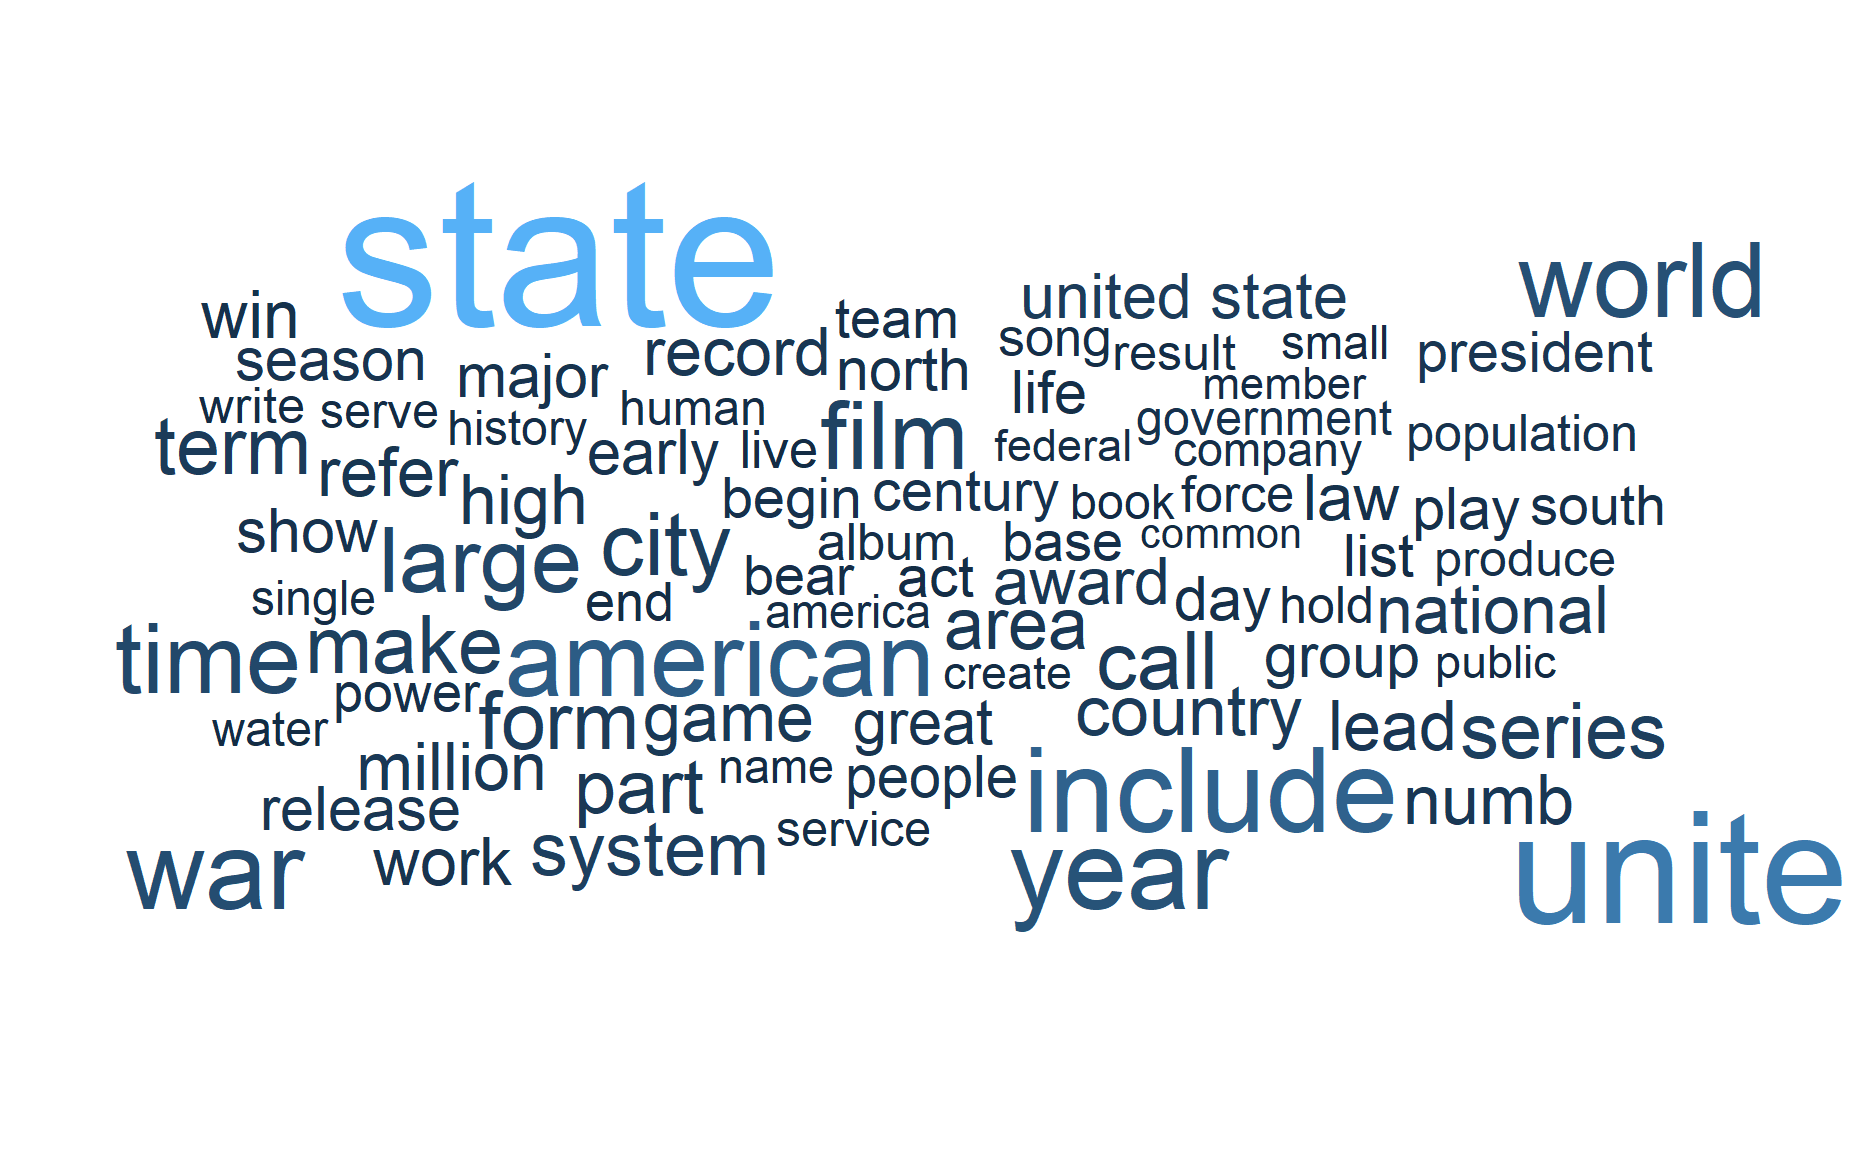 state
world
united state
win
team
song
record
season
major
north
result
small
president
life
member
write
serve
history
human
film
government
term
refer
early
live
federal
company
population
high
begin
century
book
force
law
play
south
show
large
city
album
base
common
list
produce
single
end
bear
act
award
day
hold
national
america
area
time
make
american
create
call
group
public
power
water
form
game
great
country
lead
series
million
part
name
people
include
numb
release
service
unite
war
work
system
year